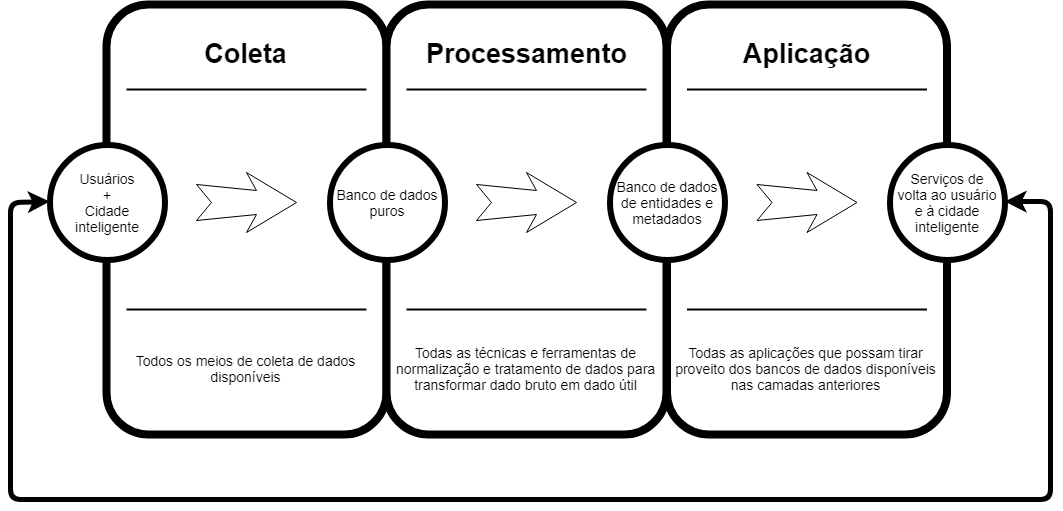 Coleta
Processamento
Aplicação
Usuários
+
Cidade
inteligente
Banco de dados
puros
Banco de dados
de entidades e
metadados
Serviços de
volta ao usuário
e à cidade
inteligente
Todos os meios de coleta de dados
disponíveis
Todas as técnicas e ferramentas de
normalização e tratamento de dados para
transformar dado bruto em dado útil
Todas as aplicações que possam tirar
proveito dos bancos de dados disponíveis
nas camadas anteriores